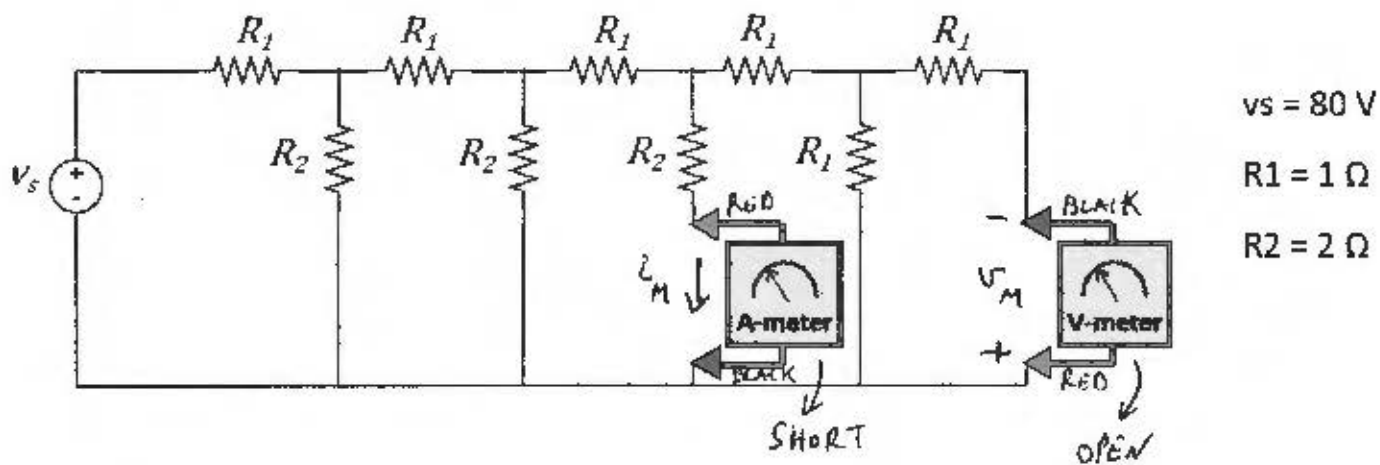 R1 R1 R1 R1 R1
vs = 80 V
R2 R2 R2 R1
R1 = 1 Ω
vs + -
RED
- BLACK
R2 = 2 Ω
iM
A-meter
vM
V-meter
BLACK
+ RED
SHORT
OPEN